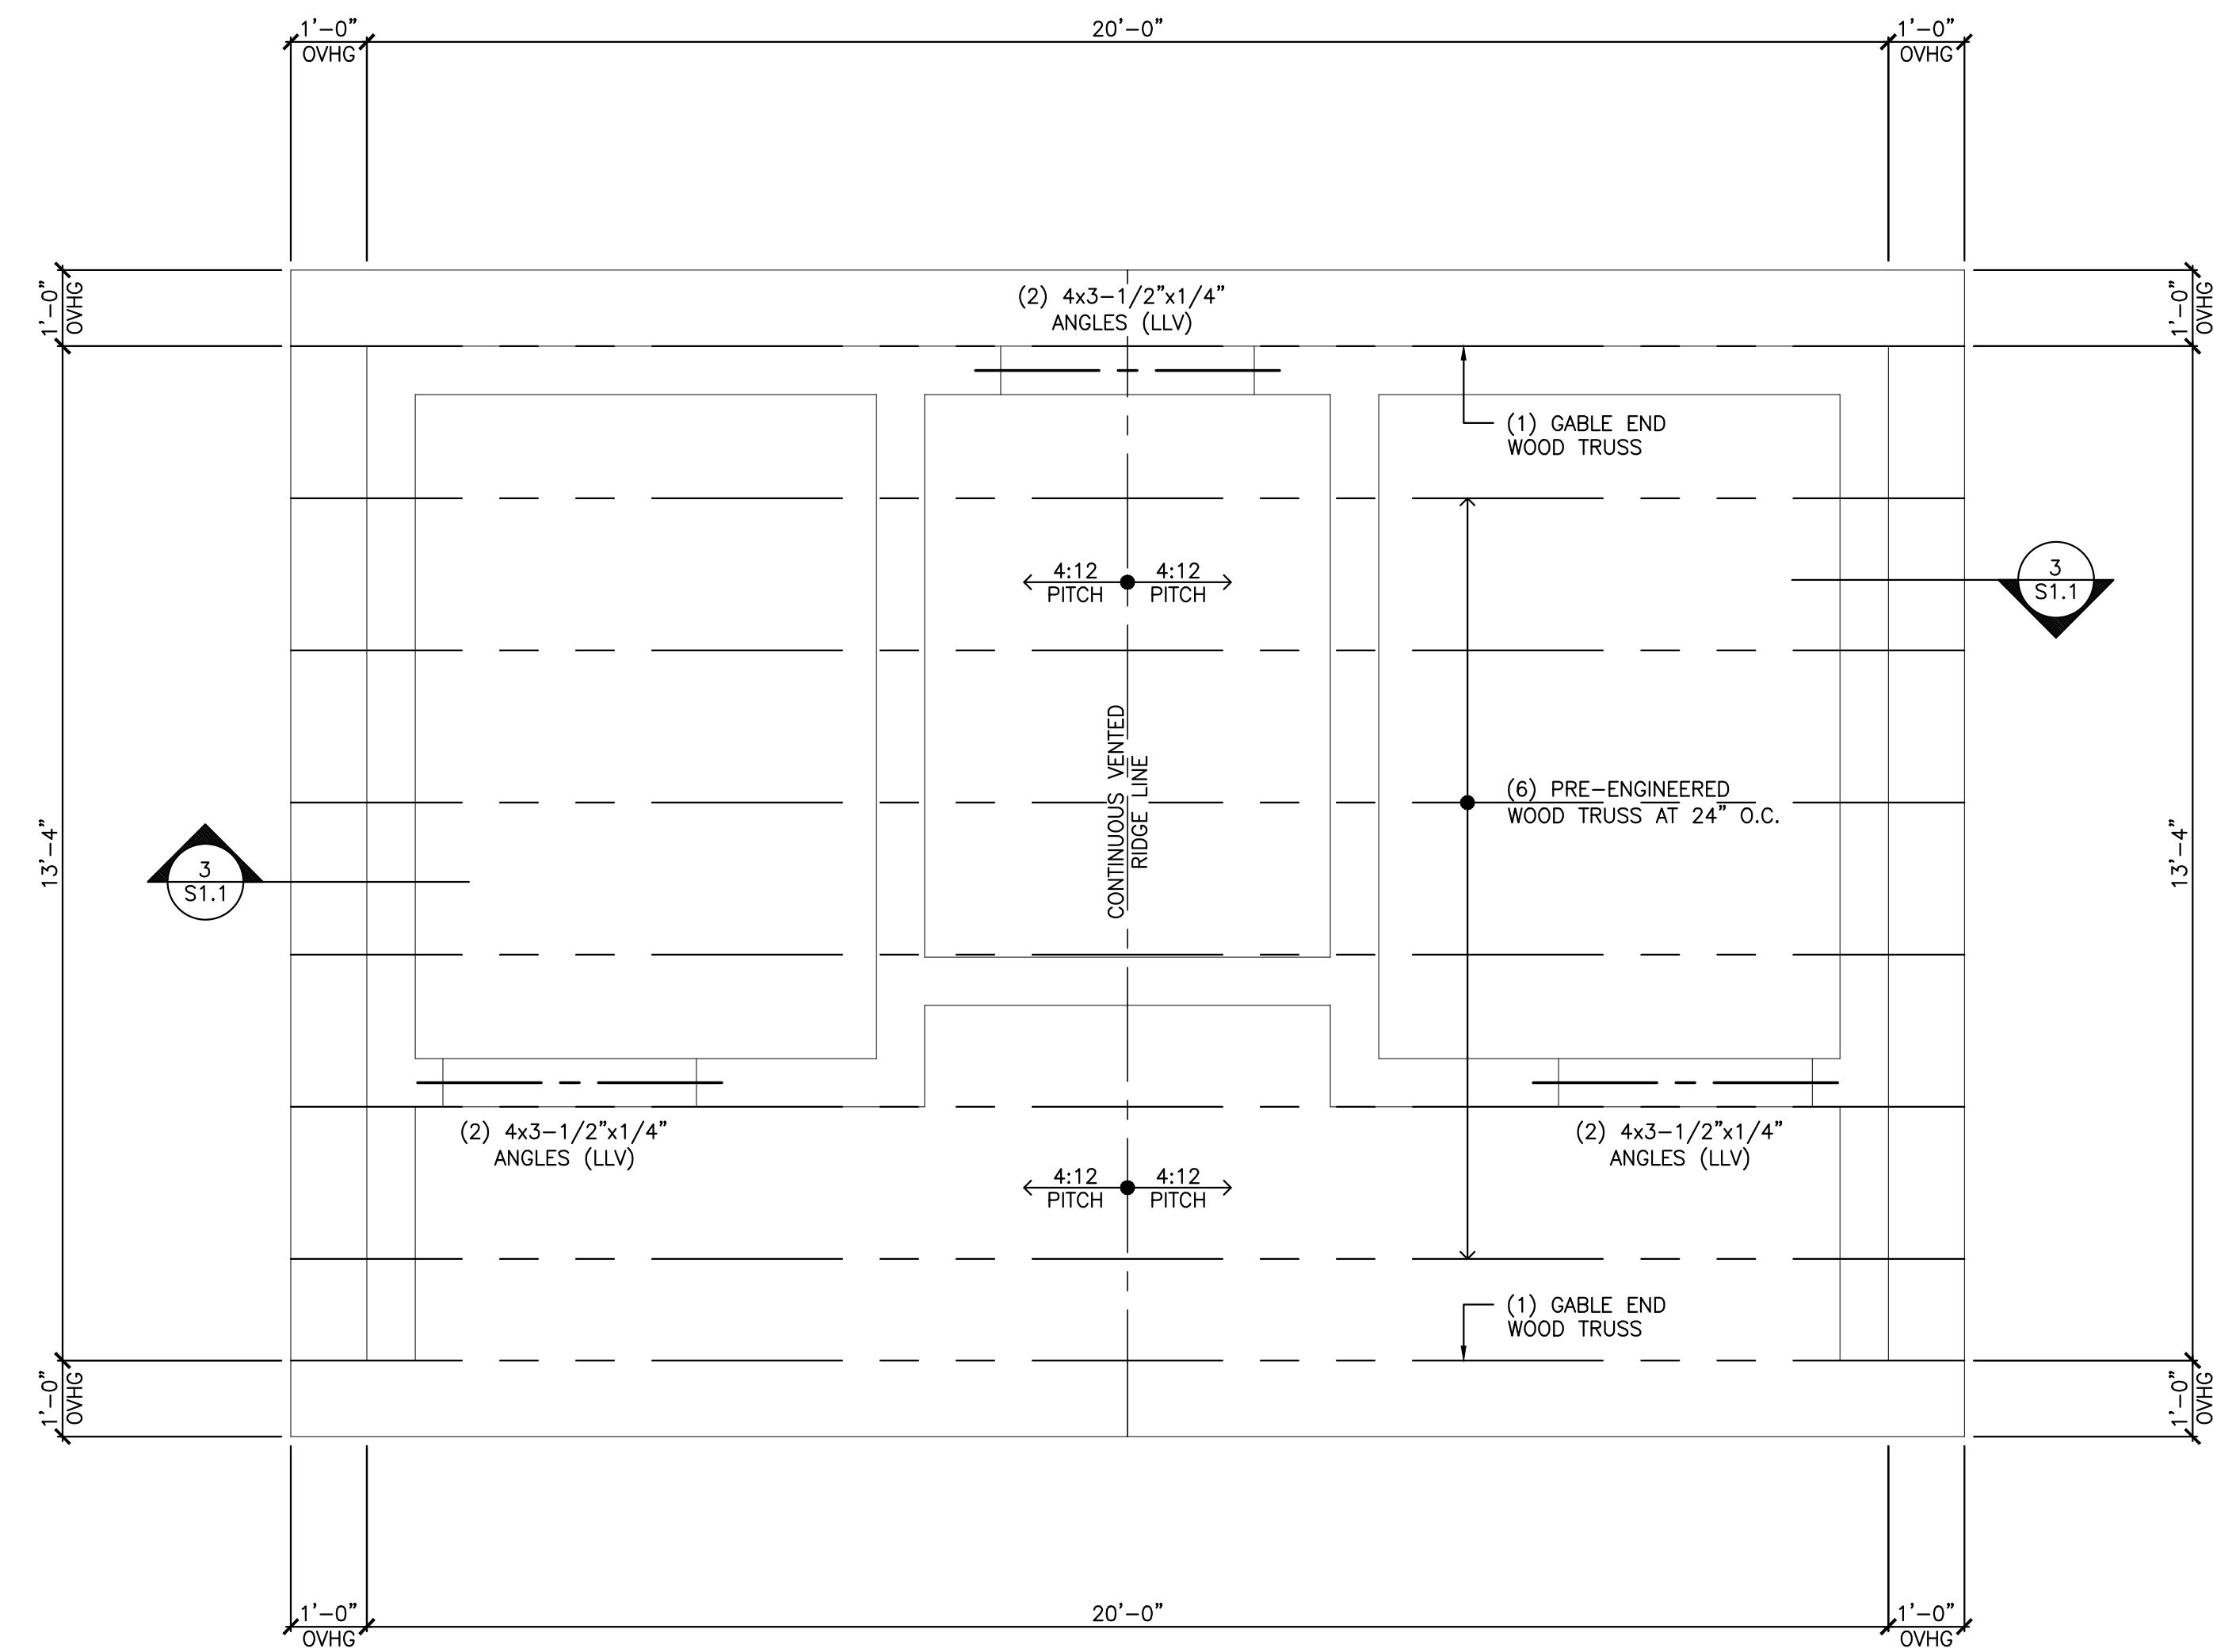 1'-0"
OVHG
20'-0"
1'-0"
OVHG
1'-0"
OVHG
(2) 4x3-1/2"x1/4"
ANGLES (LLV)
1'-0"
OVHG
(1) GABLE END
WOOD TRUSS
4:12
PITCH
4:12
PITCH
3
S1.1
CONTINUOUS VENTED
RIDGE LINE
(6) PRE-ENGINEERED
WOOD TRUSS AT 24" O.C.
13'-4"
13'-4"
3
S1.1
(2) 4x3-1/2"x1/4"
ANGLES (LLV)
(2) 4x3-1/2"x1/4"
ANGLES (LLV)
4:12
PITCH
4:12
PITCH
(1) GABLE END
WOOD TRUSS
1'-0"
OVHG
1'-0"
OVHG
1'-0"
OVHG
20'-0"
1'-0"
OVHG